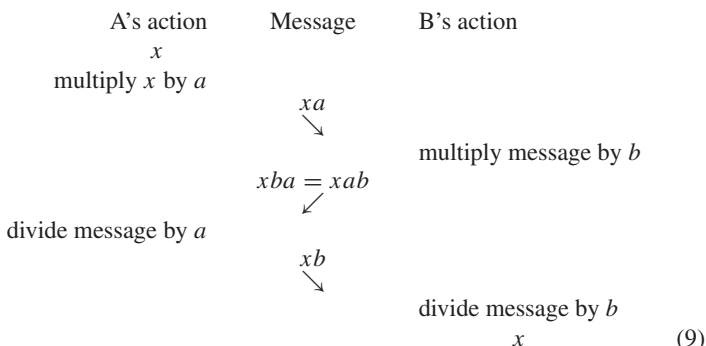 A's action Message B's action
x
multiply x by a
xa
↘
multiply message by b
xba = xab
↙
divide message by a
xb
↘
divide message by b
x (9)